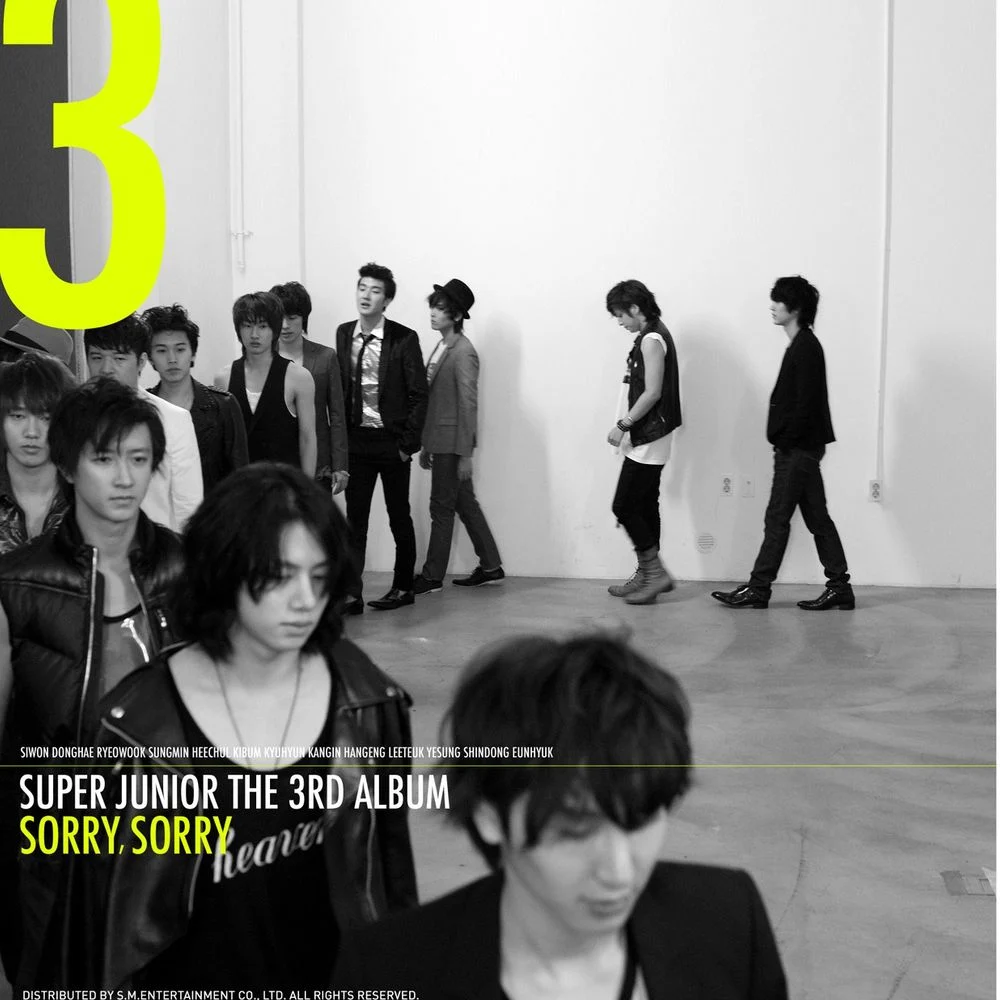 3
SIWON DONGHAE RYEOWOOK SUNGMIN HEECHUL KIBUM KYUHYUN KANGIN HANGENG LEETEUK YESUNG SHINDONG EUNHYUK
SUPER JUNIOR THE 3RD ALBUM
SORRY, SORRY
heaven
DISTRIBUTED BY S.M.ENTERTAINMENT CO., LTD. ALL RIGHTS RESERVED.